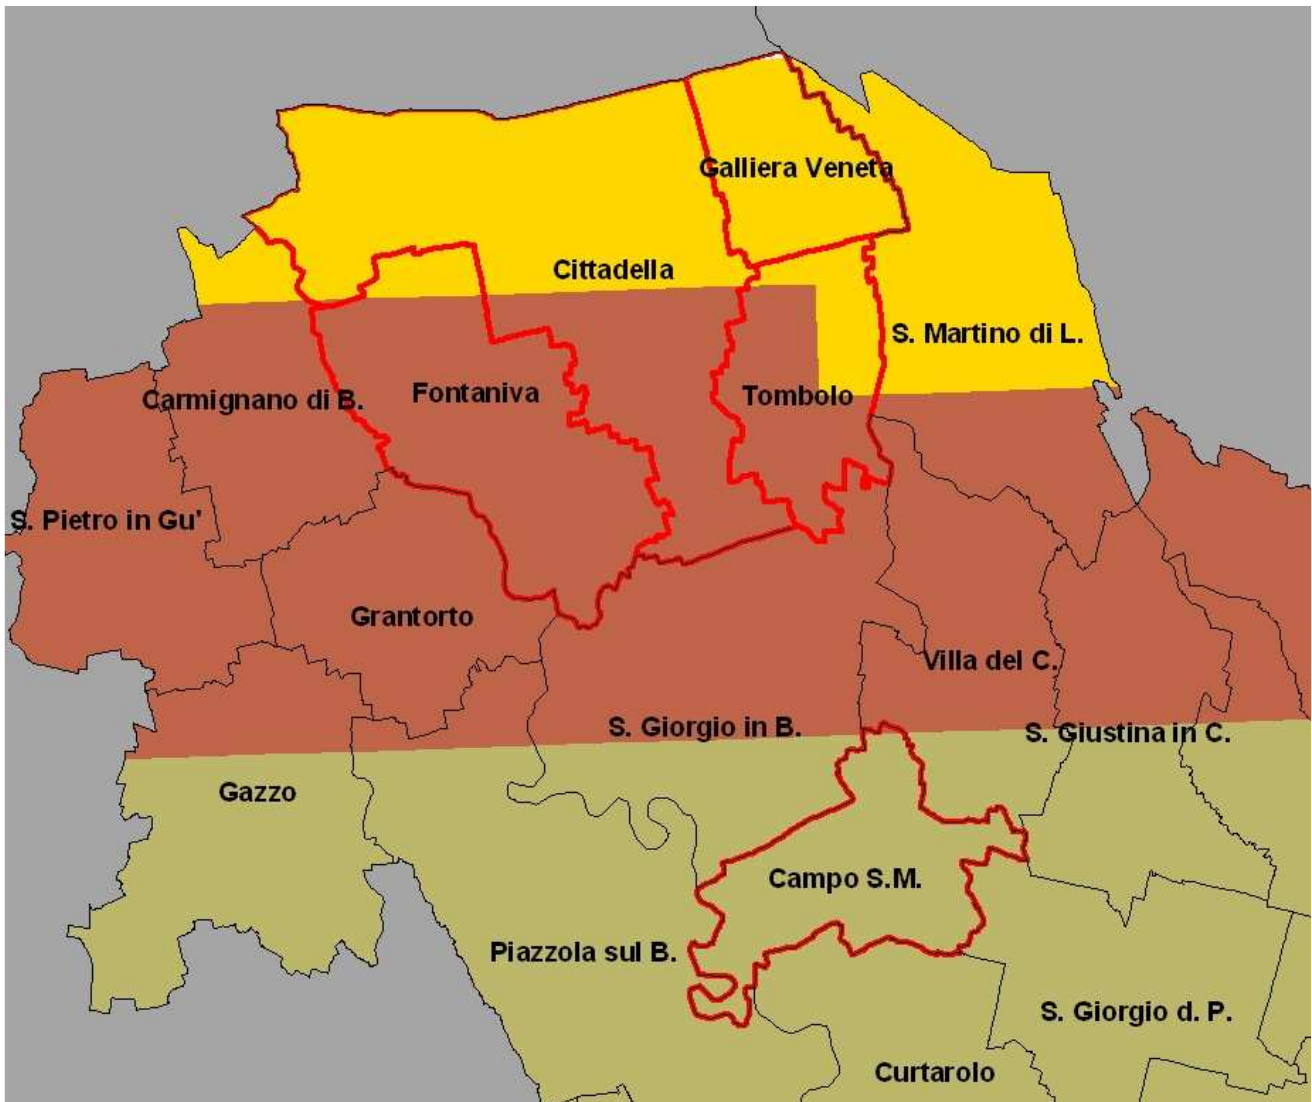 Galliera Veneta
Cittadella
S. Martino di L.
Carmignano di B.
Fontaniva
Tombolo
S. Pietro in Gu'
Grantorto
Villa del C.
S. Giorgio in B.
S. Giustina in C.
Gazzo
Campo S.M.
Piazzola sul B.
S. Giorgio d. P.
Curtarolo